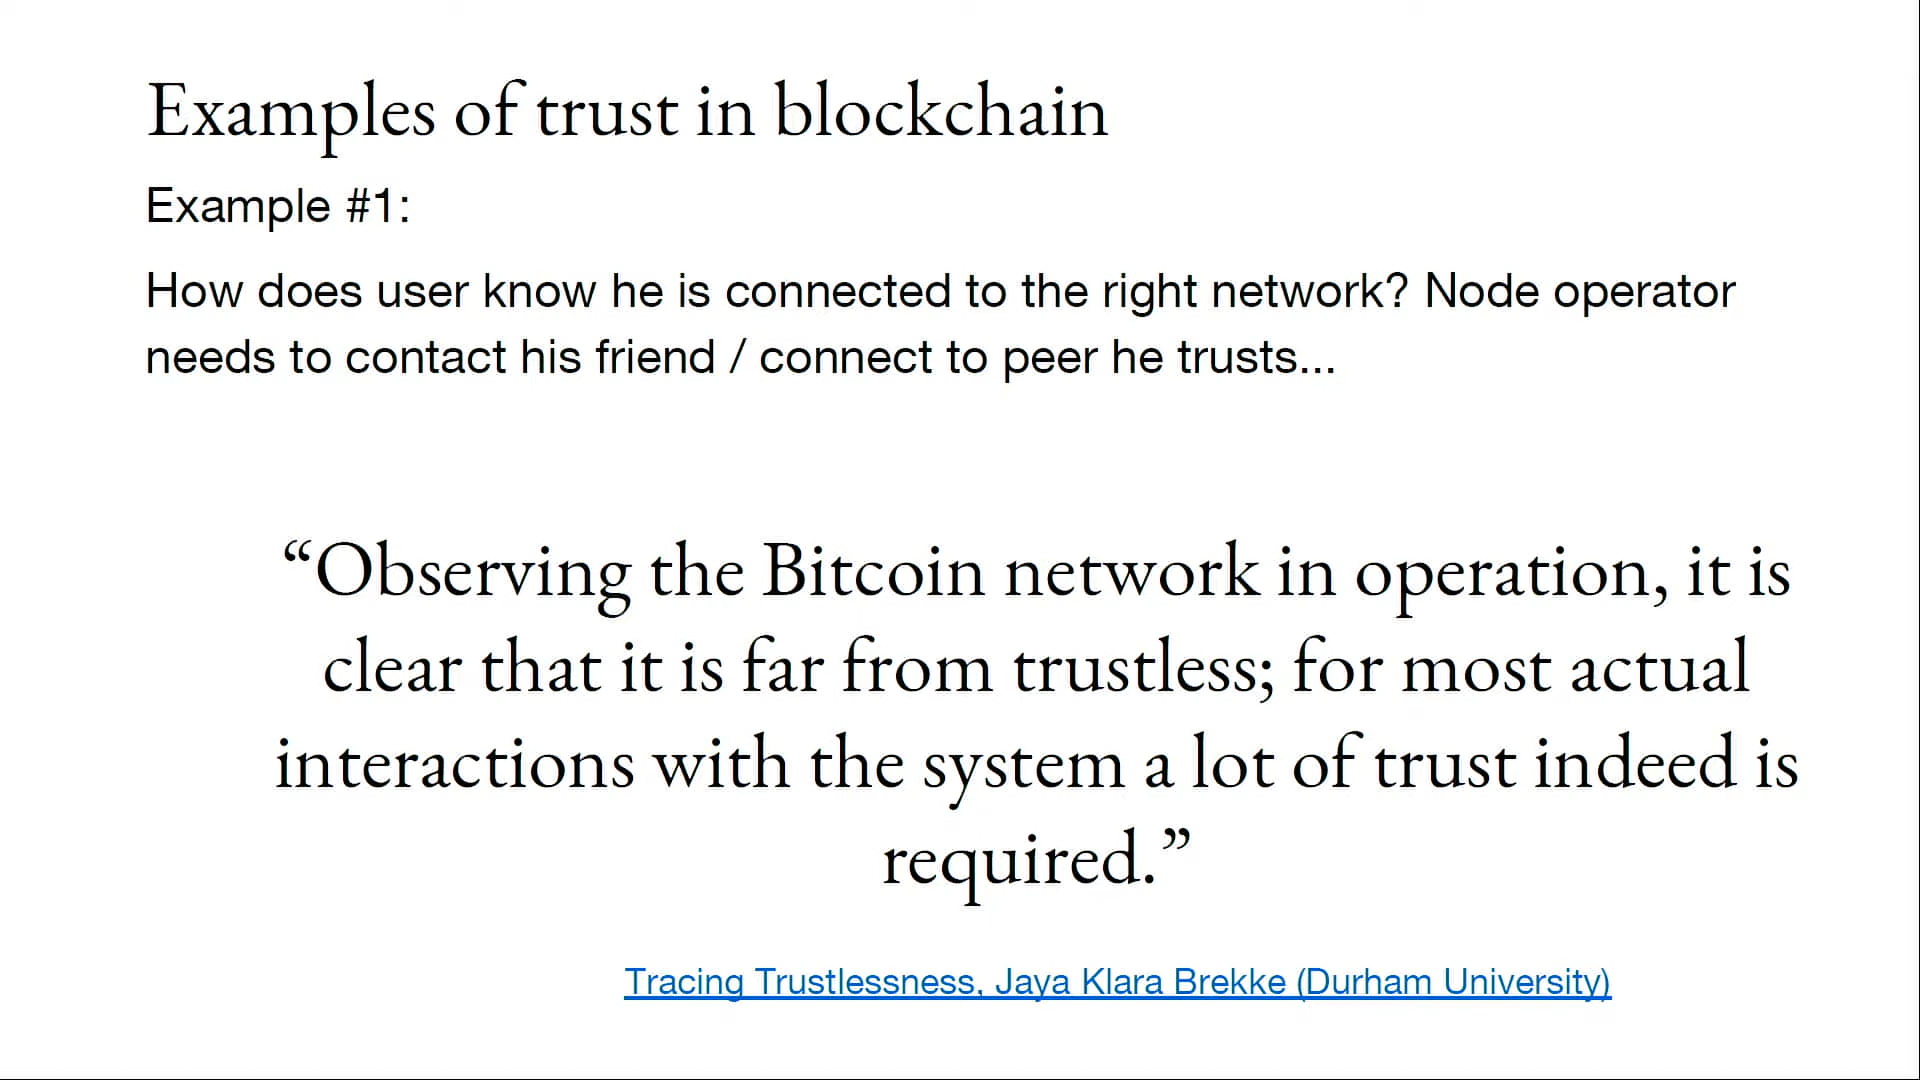 Examples of trust in blockchain
Example #1:
How does user know he is connected to the right network? Node operator
needs to contact his friend / connect to peer he trusts...
“Observing the Bitcoin network in operation, it is
clear that it is far from trustless; for most actual
interactions with the system a lot of trust indeed is
required.”
Tracing Trustlessness, Jaya Klara Brekke (Durham University)